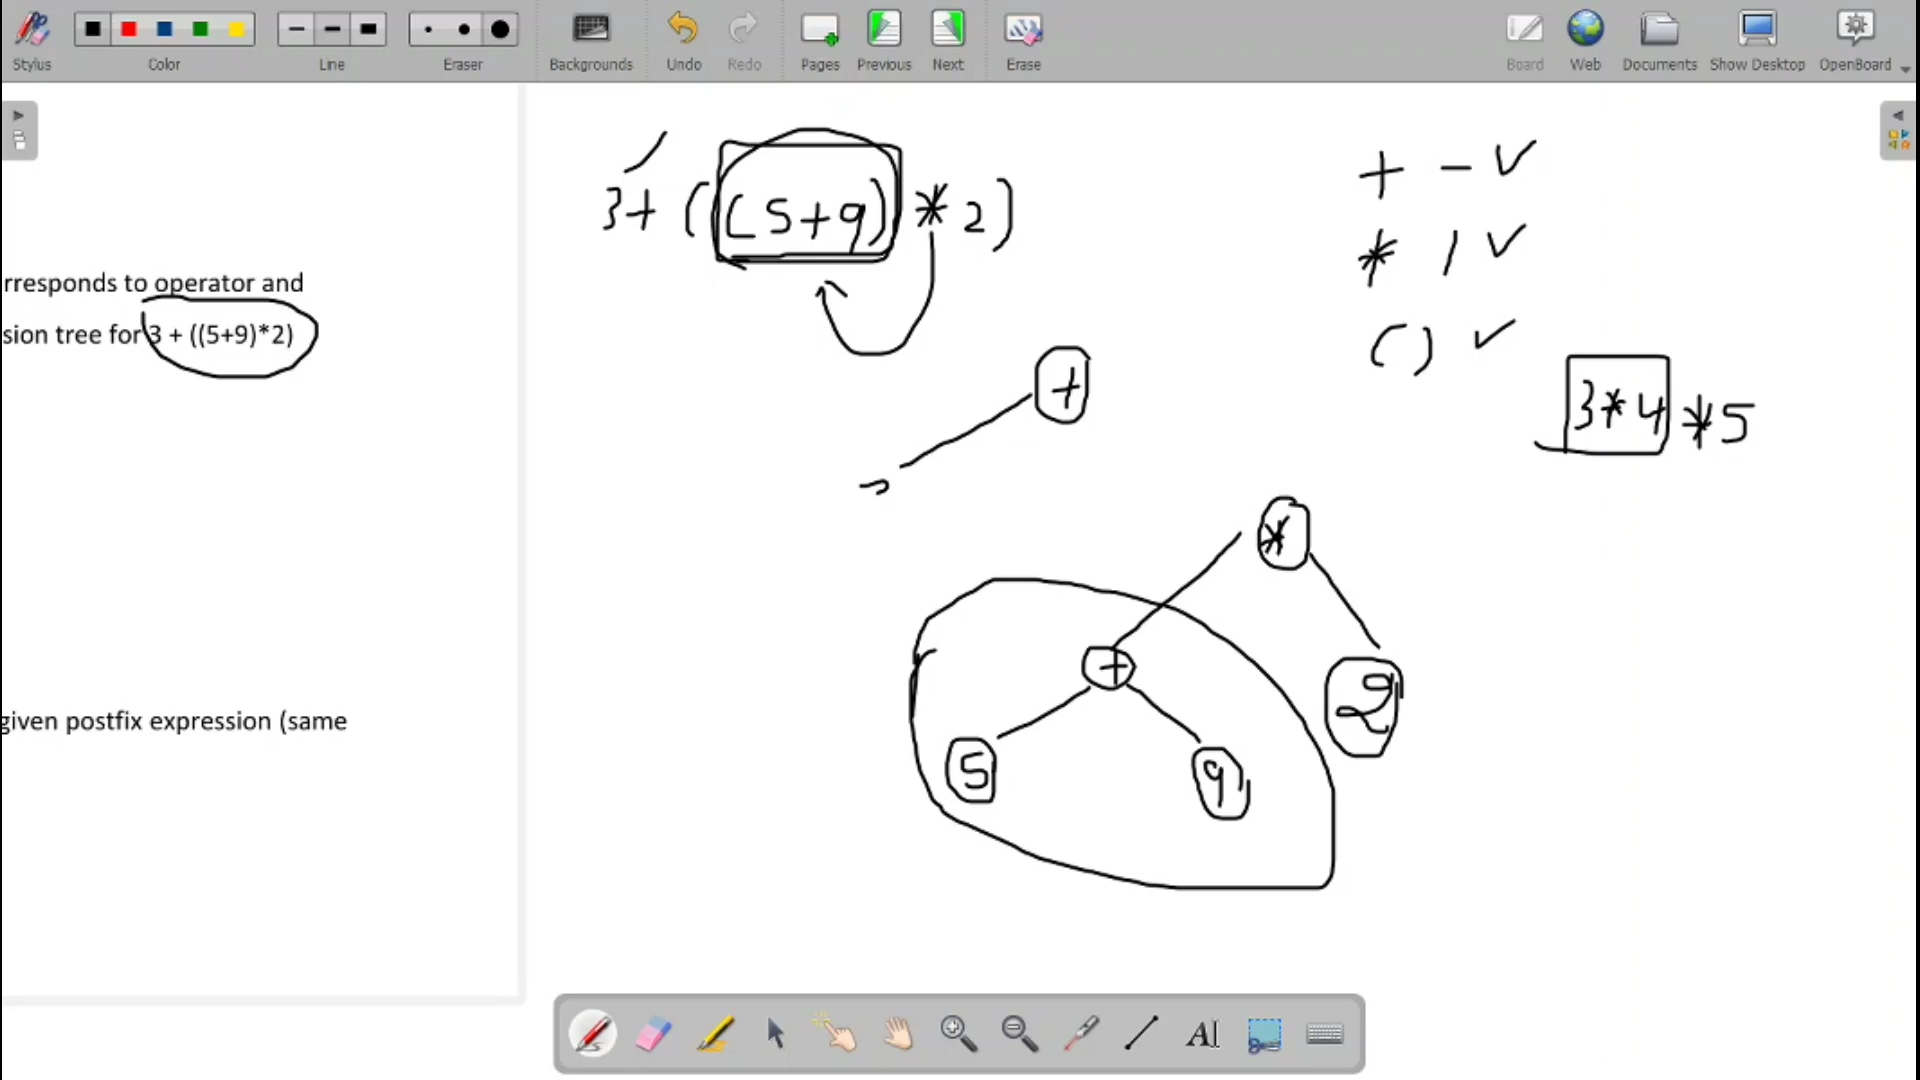 Stylus Color Line Eraser Backgrounds Undo Redo Pages Previous Next Erase Board Web Documents Show Desktop OpenBoard
rresponds to operator and
sion tree for 3 + ((5+9)*2)
given postfix expression (same
3+ ((5+9) * 2)
+ - ✓
* / ✓
( ) ✓
3*4 *5
+
*
+
2
5
9
AI